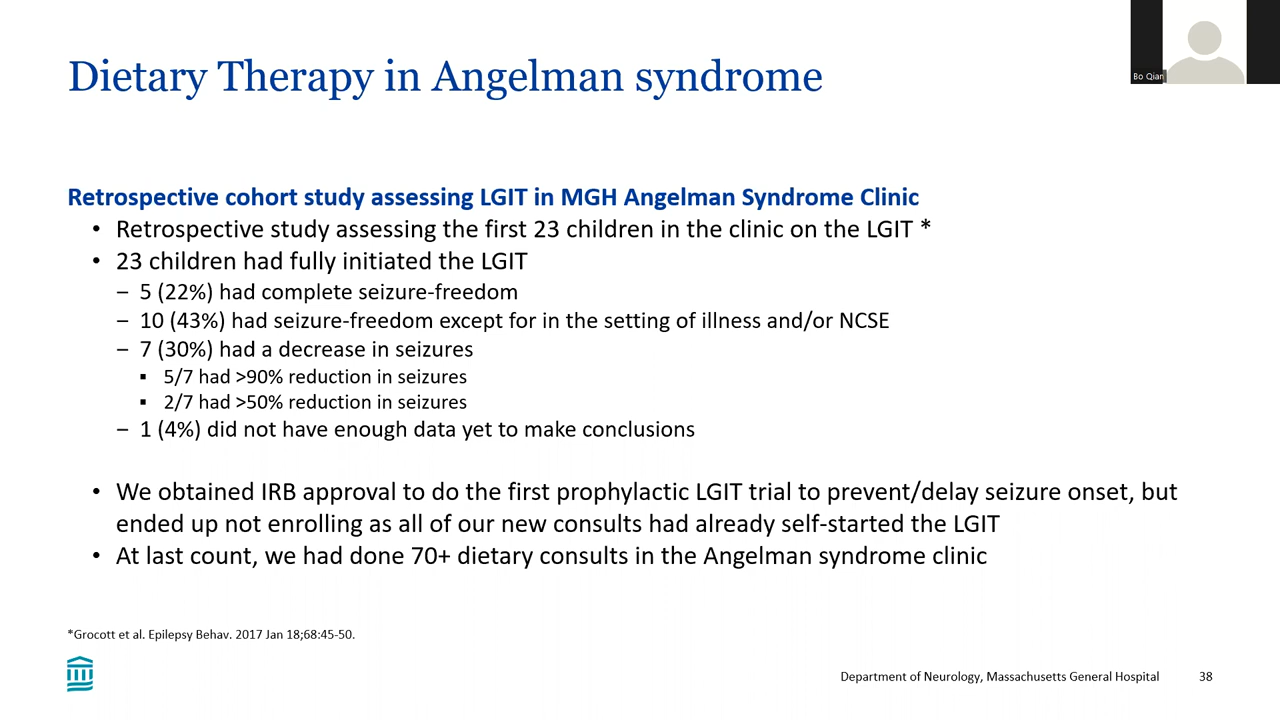 Dietary Therapy in Angelman syndrome
Bo Qian
Retrospective cohort study assessing LGIT in MGH Angelman Syndrome Clinic
• Retrospective study assessing the first 23 children in the clinic on the LGIT *
• 23 children had fully initiated the LGIT
– 5 (22%) had complete seizure-freedom
– 10 (43%) had seizure-freedom except for in the setting of illness and/or NCSE
– 7 (30%) had a decrease in seizures
▪ 5/7 had >90% reduction in seizures
▪ 2/7 had >50% reduction in seizures
– 1 (4%) did not have enough data yet to make conclusions
• We obtained IRB approval to do the first prophylactic LGIT trial to prevent/delay seizure onset, but
ended up not enrolling as all of our new consults had already self-started the LGIT
• At last count, we had done 70+ dietary consults in the Angelman syndrome clinic
*Grocott et al. Epilepsy Behav. 2017 Jan 18;68:45-50.
Department of Neurology, Massachusetts General Hospital 38